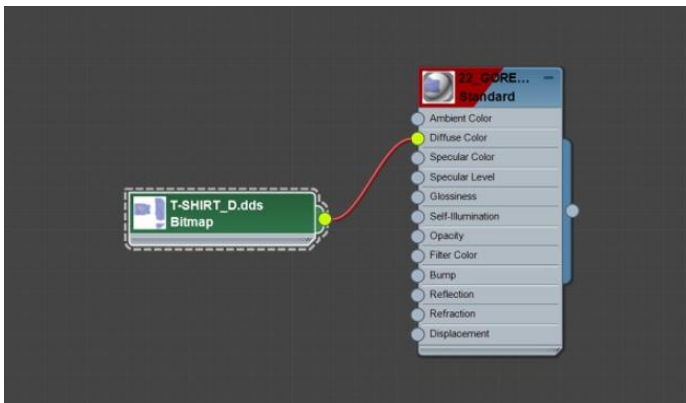 T-SHIRT_D.dds
Bitmap
22_GORE...
Standard
Ambient Color
Diffuse Color
Specular Color
Specular Level
Glossiness
Self-Illumination
Opacity
Filter Color
Bump
Reflection
Refraction
Displacement